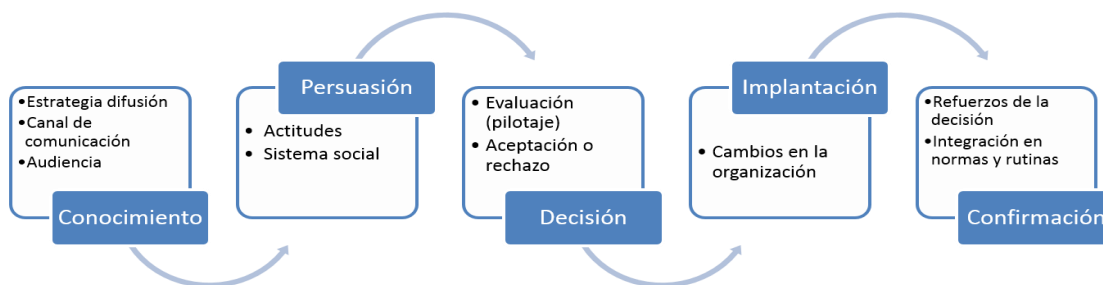 •Estrategia difusión
•Canal de
comunicación
•Audiencia
Conocimiento
Persuasión
• Actitudes
• Sistema social
• Evaluación
(pilotaje)
• Aceptación o
rechazo
Decisión
Implantación
• Cambios en la
organización
• Refuerzos de la
decisión
• Integración en
normas y rutinas
Confirmación